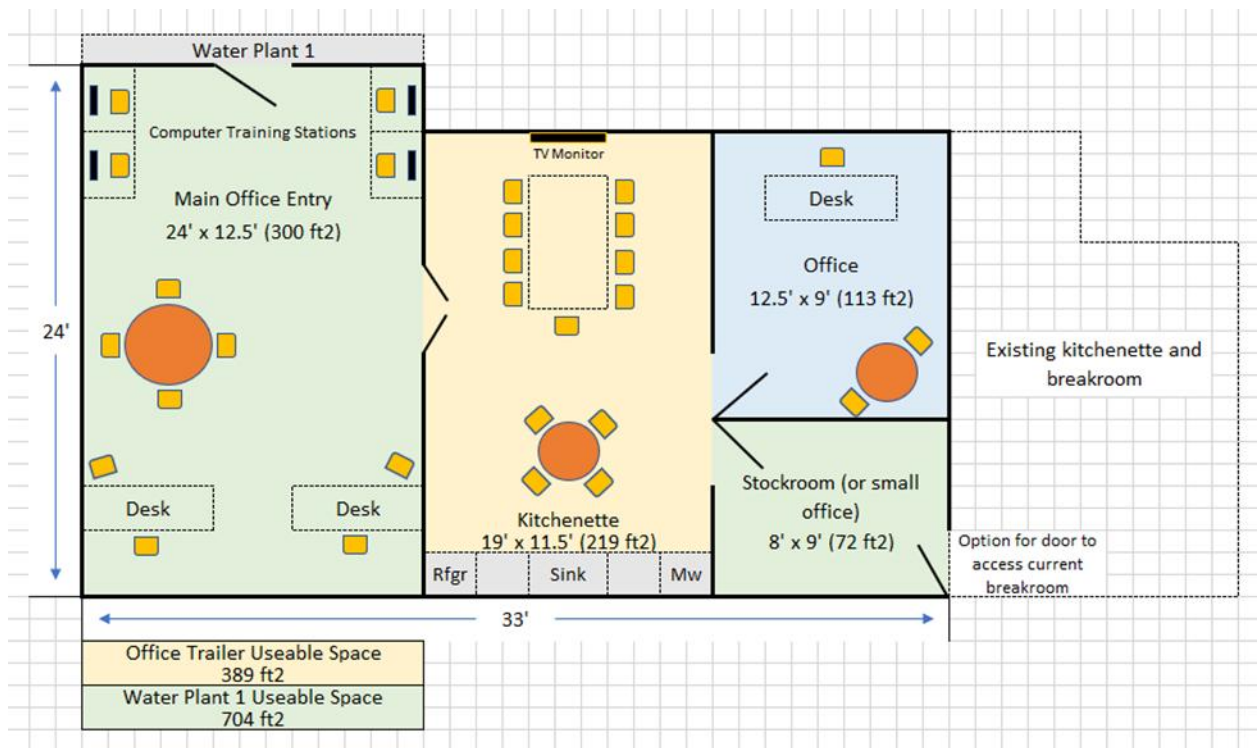 Water Plant 1
Computer Training Stations
Main Office Entry
24' x 12.5' (300 ft2)
24'
Desk
Desk
TV Monitor
Kitchenette
19' x 11.5' (219 ft2)
Rfgr
Sink
Mw
Desk
Office
12.5' x 9' (113 ft2)
Stockroom (or small
office)
8' x 9' (72 ft2)
Existing kitchenette and
breakroom
Option for door to
access current
breakroom
33'
Office Trailer Useable Space
389 ft2
Water Plant 1 Useable Space
704 ft2